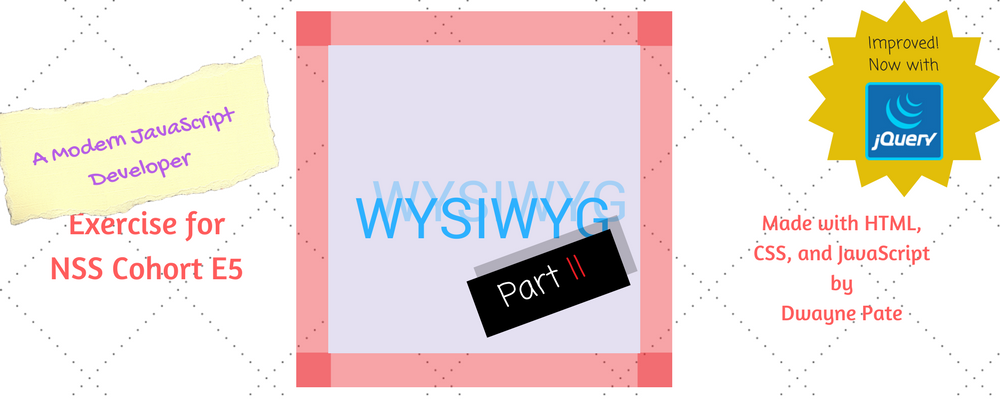 A Modern JavaScript
Developer
Exercise for
NSS Cohort E5
WYSIWYG
WYSIWYG
Part II
Improved!
Now with
jQuery
Made with HTML,
CSS, and JavaScript
by
Dwayne Pate